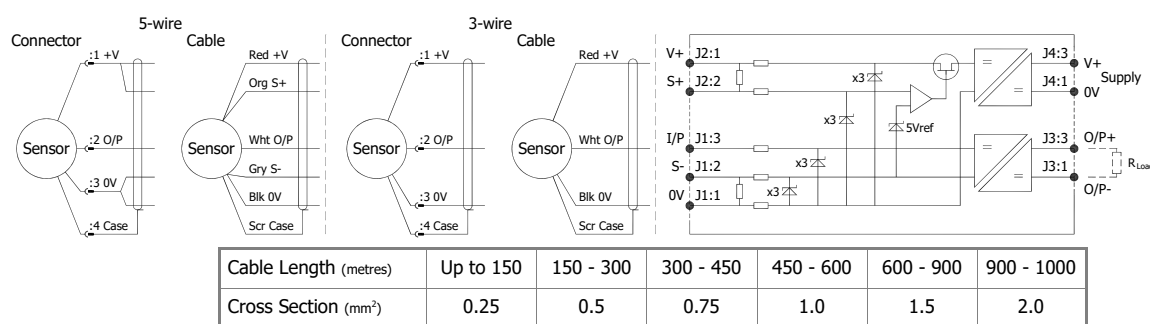 5-wire
Connector
Cable
:1 +V
:2 O/P
:3 0V
:4 Case
Sensor
Red +V
Org S+
Wht O/P
Gry S-
Blk 0V
Scr Case
Sensor
3-wire
Connector
Cable
:1 +V
:2 O/P
:3 0V
:4 Case
Sensor
Red +V
Wht O/P
Blk 0V
Scr Case
Sensor
V+ J2:1
S+ J2:2
I/P J1:3
S- J1:2
0V J1:1
x3
x3
5Vref
x3
x3
J4:3 V+
Supply
J4:1 0V
J3:3 O/P+
RLoad
J3:1
O/P-
Cable Length (metres) Up to 150 150 - 300 300 - 450 450 - 600 600 - 900 900 - 1000
Cross Section (mm²) 0.25 0.5 0.75 1.0 1.5 2.0